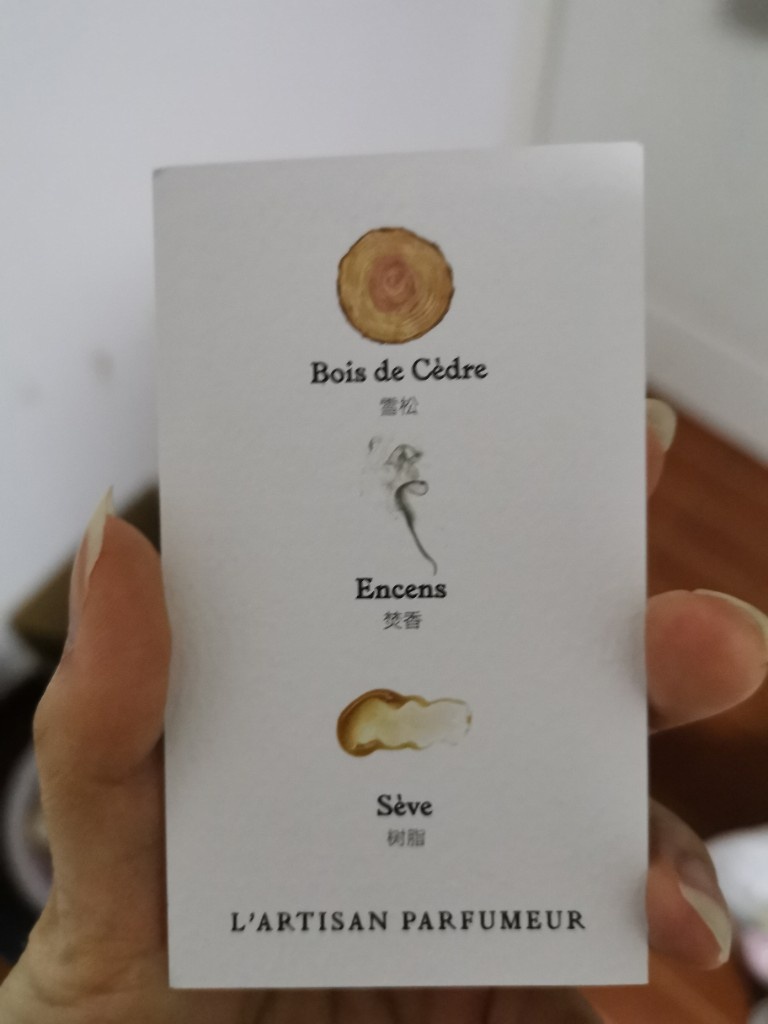 Bois de Cèdre
雪松
Encens
焚香
Sève
树脂
L'ARTISAN PARFUMEUR